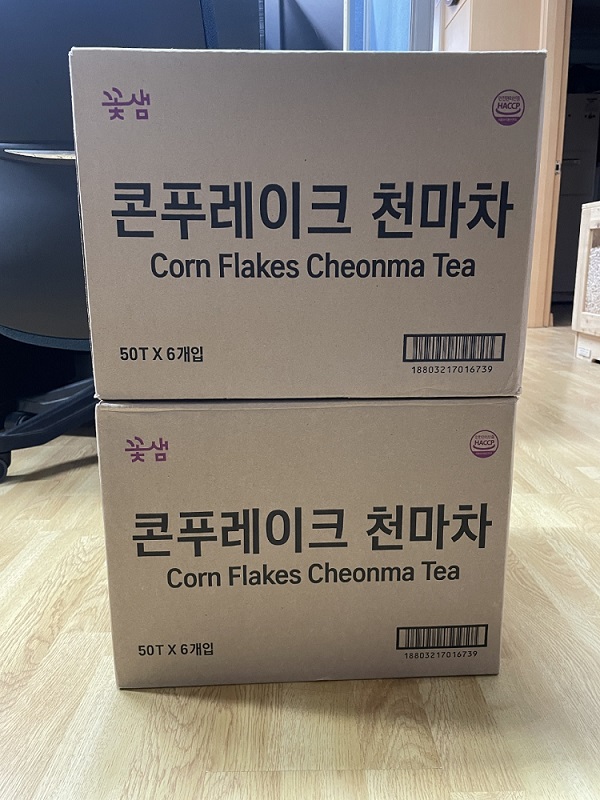 꽃샘
HACCP
콘푸레이크 천마차
Corn Flakes Cheonma Tea
50T X 6개입
18803217016739
꽃샘
HACCP
콘푸레이크 천마차
Corn Flakes Cheonma Tea
50T X 6개입
18803217016739